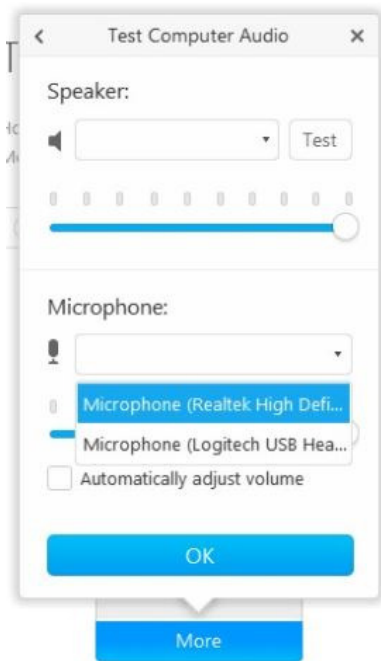 Test Computer Audio
Speaker:
Test
Microphone:
Microphone (Realtek High Defi...
Microphone (Logitech USB Hea...
Automatically adjust volume
OK
More